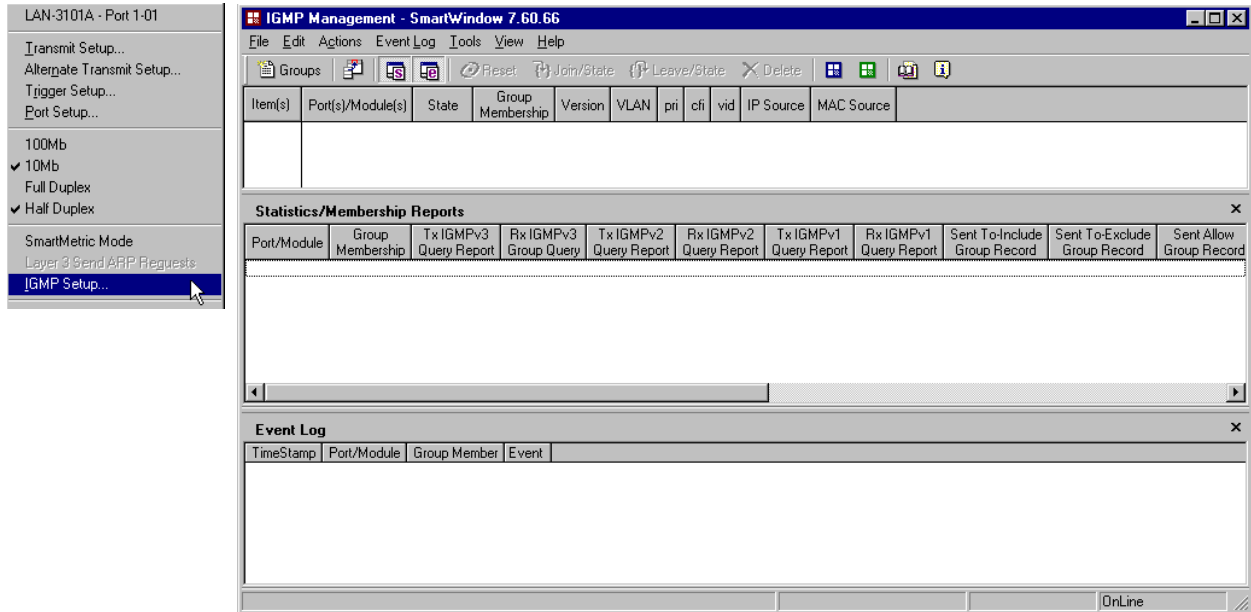 LAN-3101A - Port 1-01
Transmit Setup...
Alternate Transmit Setup...
Trigger Setup...
Port Setup...
100Mb
10Mb
Full Duplex
Half Duplex
SmartMetric Mode
Layer 3 Send ARP Requests
IGMP Setup...
IGMP Management - SmartWindow 7.60.66
File Edit Actions Event Log Tools View Help
Groups Reset Join/State Leave/State Delete
Item(s) Port(s)/Module(s) State Group Membership Version VLAN pri cfi vid IP Source MAC Source
Statistics/Membership Reports
Port/Module Group Membership Tx IGMPv3 Query Report Rx IGMPv3 Group Query Tx IGMPv2 Query Report Rx IGMPv2 Query Report Tx IGMPv1 Query Report Rx IGMPv1 Query Report Sent To-Include Group Record Sent To-Exclude Group Record Sent Allow Group Record
Event Log
TimeStamp Port/Module Group Member Event
OnLine